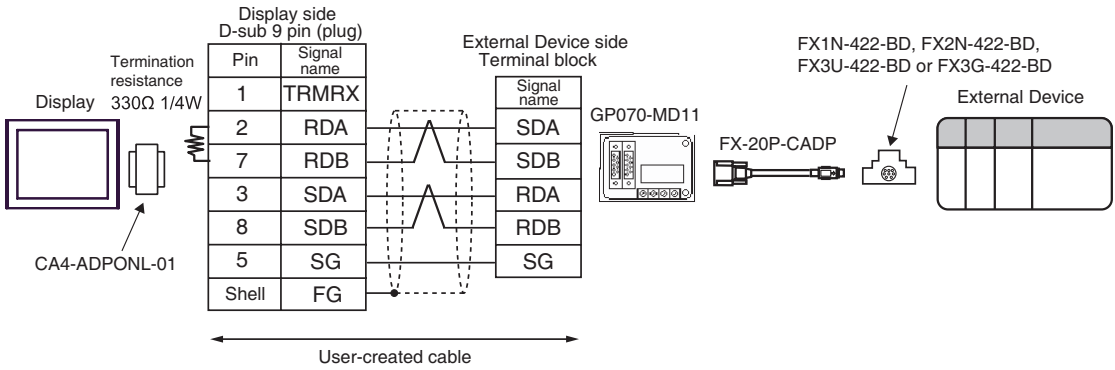 Display side
D-sub 9 pin (plug)
Pin
Signal
name
1
TRMRX
2
RDA
7
RDB
3
SDA
8
SDB
5
SG
Shell
FG
External Device side
Terminal block
Signal
name
SDA
SDB
RDA
RDB
SG
Termination
resistance
330Ω 1/4W
Display
CA4-ADPONL-01
GP070-MD11
FX-20P-CADP
FX1N-422-BD, FX2N-422-BD,
FX3U-422-BD or FX3G-422-BD
External Device
User-created cable